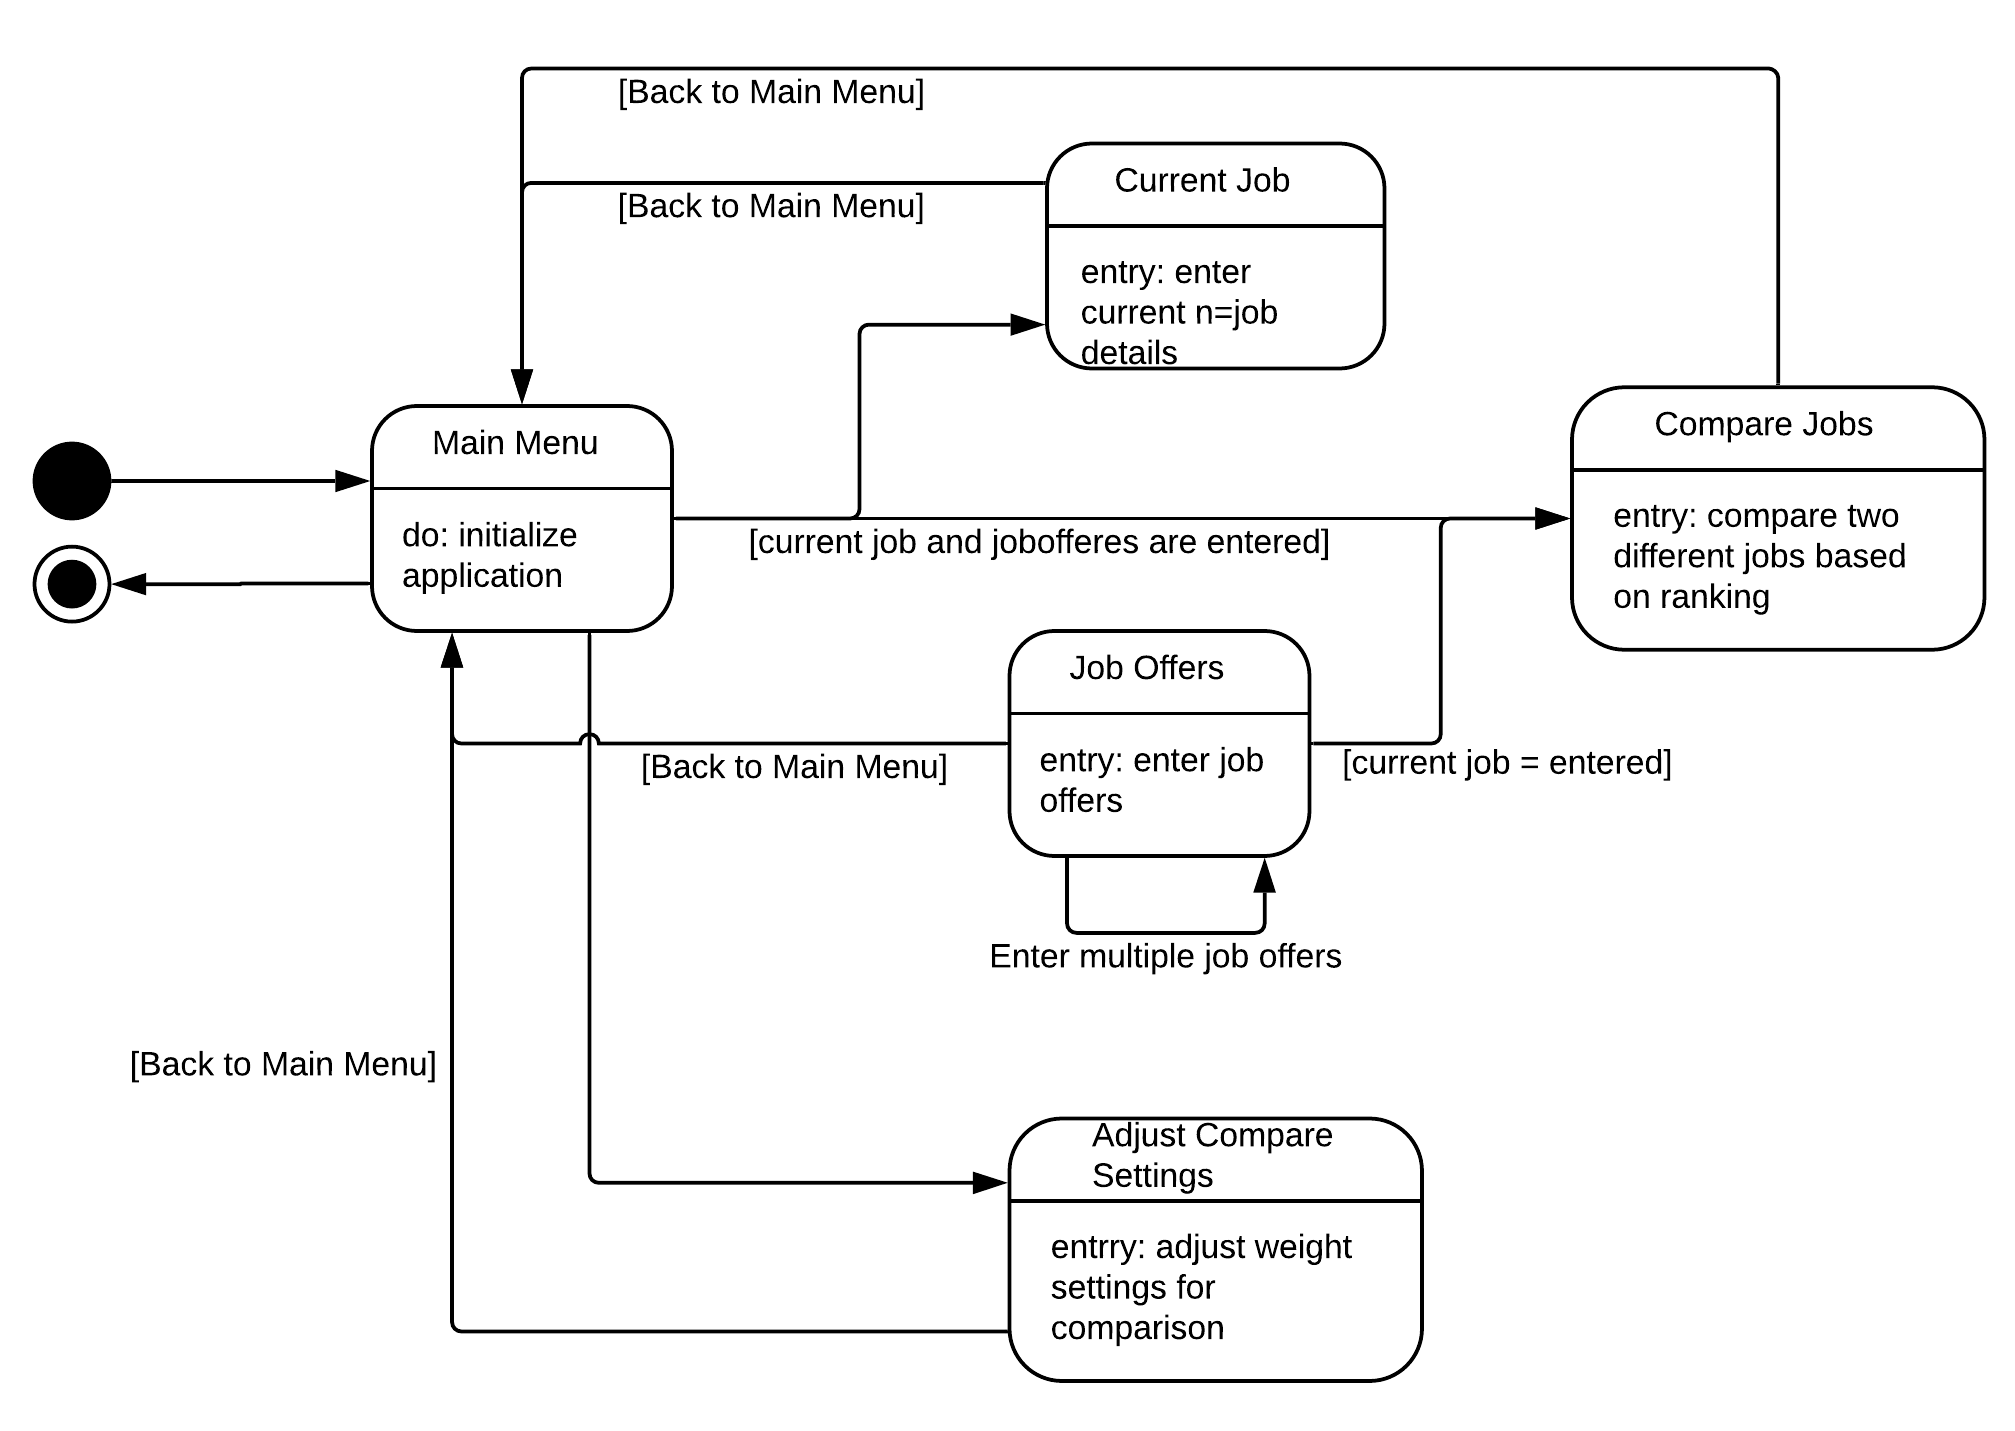 [Back to Main Menu]
Current Job
[Back to Main Menu]
entry: enter
current n=job
details
Main Menu
do: initialize
application
[current job and jobofferes are entered]
Compare Jobs
entry: compare two
different jobs based
on ranking
Job Offers
entry: enter job
offers
[Back to Main Menu]
[current job = entered]
Enter multiple job offers
[Back to Main Menu]
Adjust Compare
Settings
entrry: adjust weight
settings for
comparison